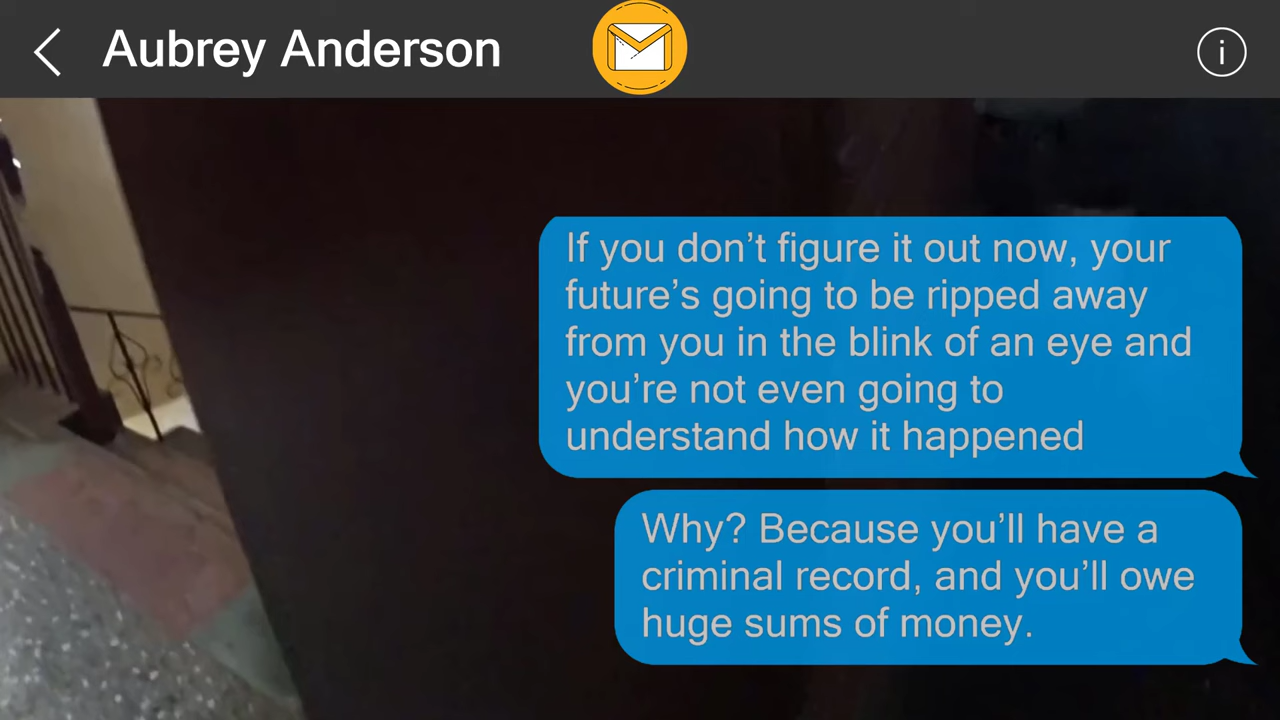 Aubrey Anderson
i
If you don’t figure it out now, your
future’s going to be ripped away
from you in the blink of an eye and
you’re not even going to
understand how it happened
Why? Because you’ll have a
criminal record, and you’ll owe
huge sums of money.